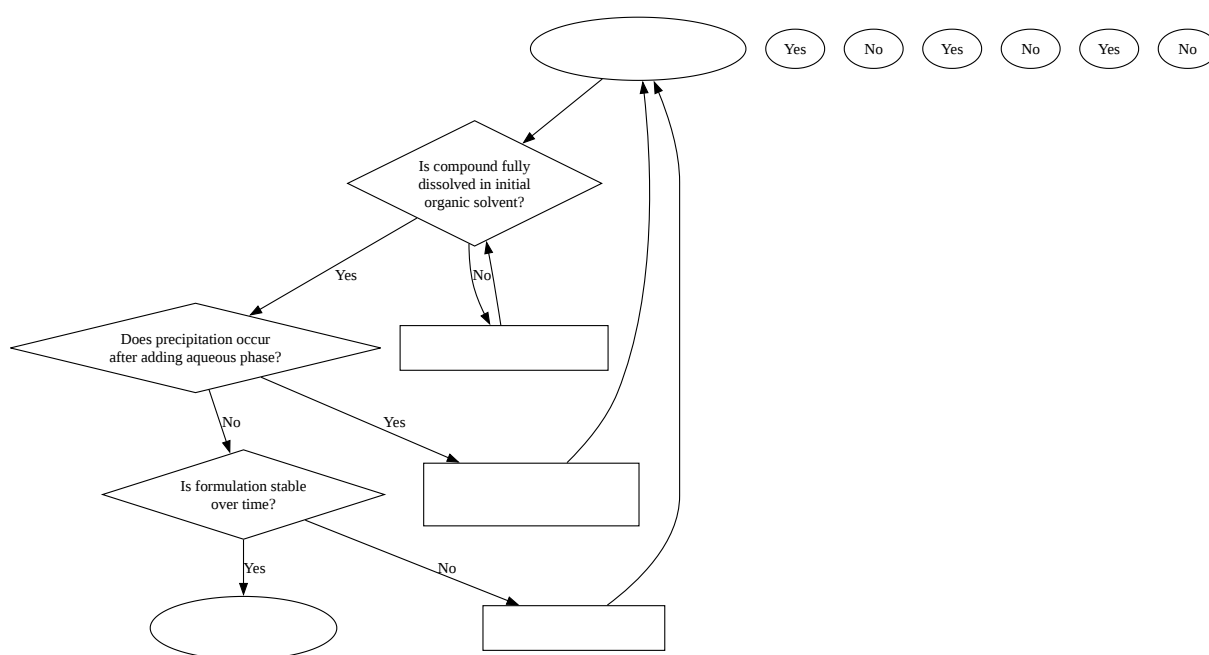 Yes
No
Yes
No
Yes
No
Is compound fully
dissolved in initial
organic solvent?
Yes
No
Does precipitation occur
after adding aqueous phase?
No
Yes
Is formulation stable
over time?
Yes
No